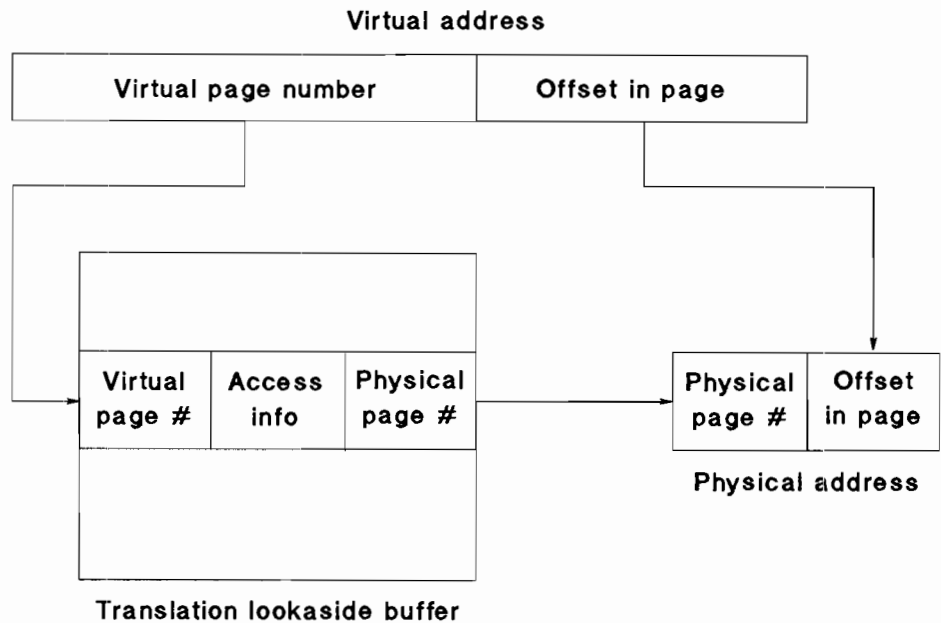 Virtual address
Virtual page number
Offset in page
Virtual
page #
Access
info
Physical
page #
Physical
page #
Offset
in page
Physical address
Translation lookaside buffer